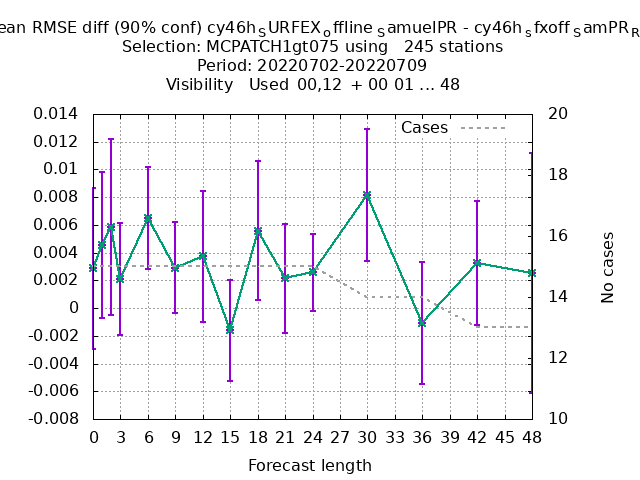 ean RMSE diff (90% conf) cy46h_SURFEX_offline_SamuelPR - cy46h_sfxoff_SamPR_R
Selection: MCPATCH1gt075 using   245 stations
Period: 20220702-20220709
Visibility   Used 00,12  + 00 01 ... 48
Cases
0.014
0.012
0.01
0.008
0.006
0.004
0.002
0
-0.002
-0.004
-0.006
-0.008
20
18
16
14
12
10
No cases
0 3 6 9 12 15 18 21 24 27 30 33 36 39 42 45 48
Forecast length